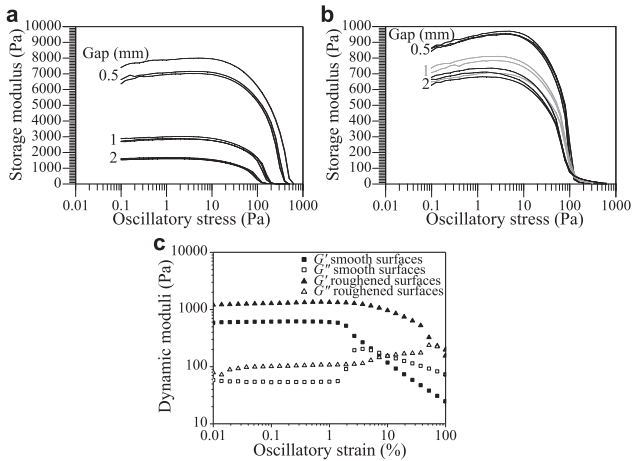 a
Storage modulus (Pa)
10000
9000
8000
7000
6000
5000
4000
3000
2000
1000
0
Gap (mm)
0.5
1
2
0.01 0.1 1 10 100 1000
Oscillatory stress (Pa)
b
Storage modulus (Pa)
1000
900
800
700
600
500
400
300
200
100
0
Gap (mm)
0.5
1
2
0.01 0.1 1 10 100 1000
Oscillatory stress (Pa)
c
Dynamic moduli (Pa)
10000
1000
100
10
G′ smooth surfaces
G″ smooth surfaces
G′ roughened surfaces
G″ roughened surfaces
0.01 0.1 1 10 100
Oscillatory strain (%)